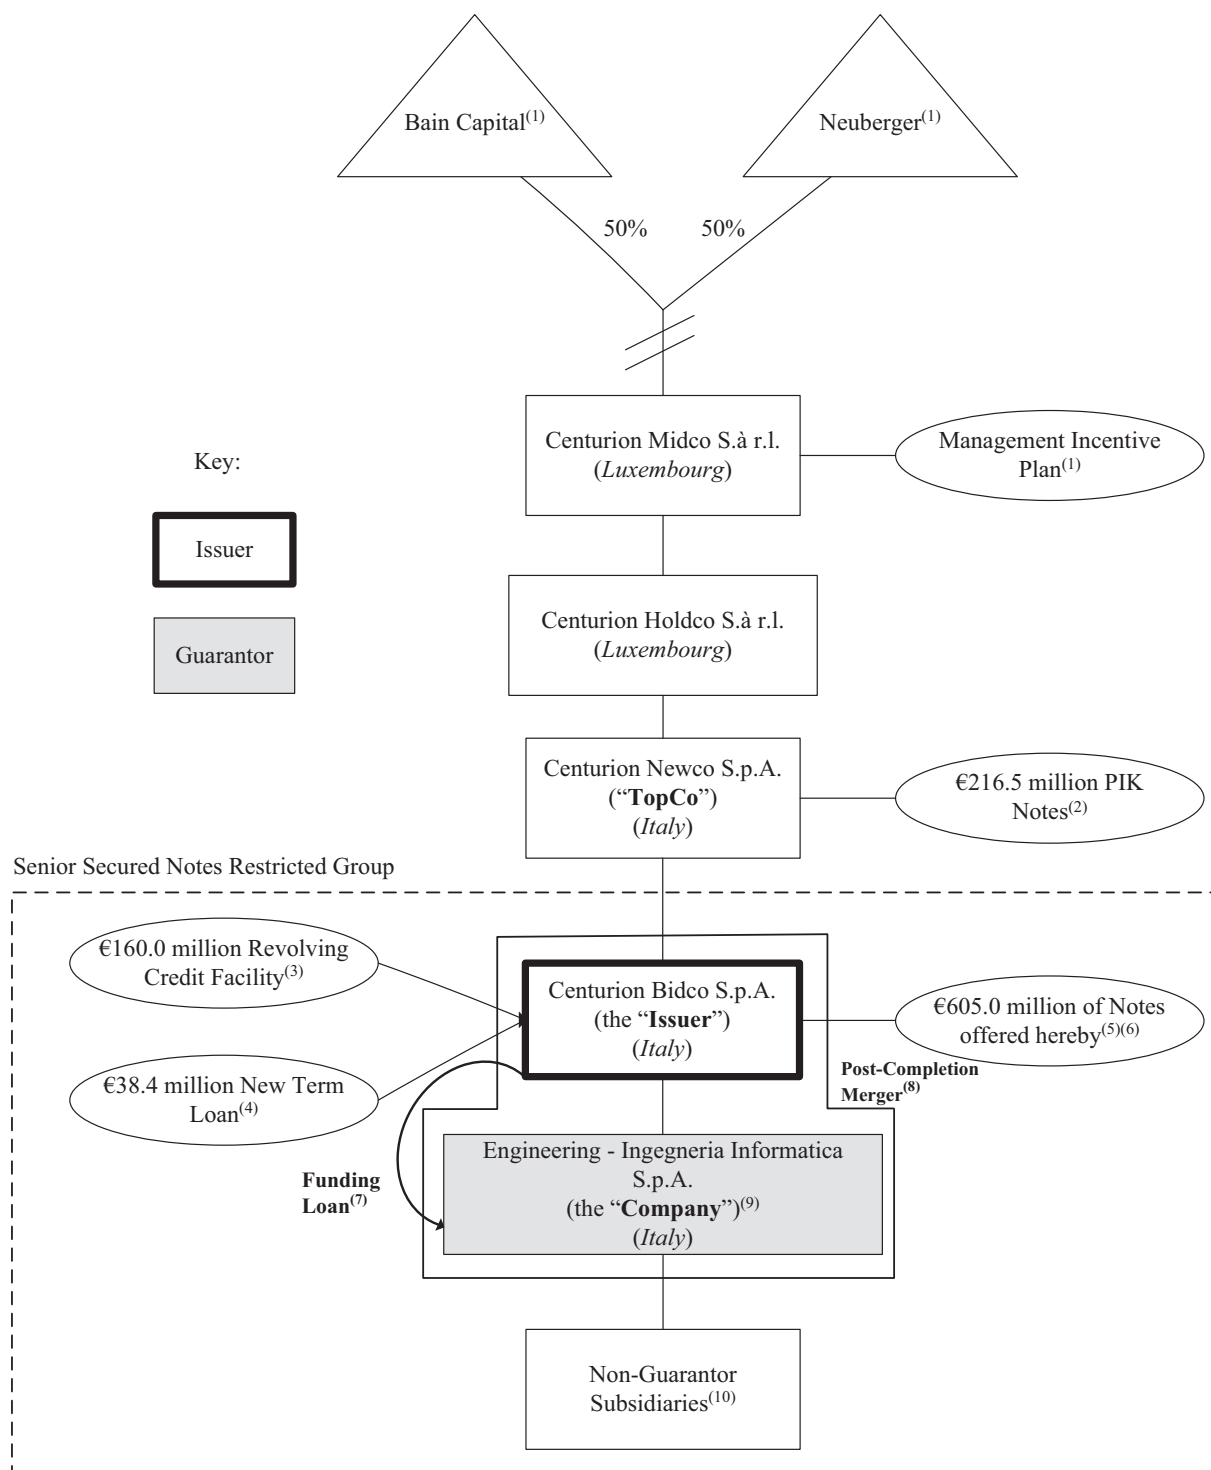 Bain Capital(1)
Neuberger(1)
50%
50%
Centurion Midco S.à r.l.
(Luxembourg)
Management Incentive
Plan(1)
Key:
Issuer
Guarantor
Centurion Holdco S.à r.l.
(Luxembourg)
Centurion Newco S.p.A.
(“TopCo”)
(Italy)
€216.5 million PIK
Notes(2)
Senior Secured Notes Restricted Group
€160.0 million Revolving
Credit Facility(3)
Centurion Bidco S.p.A.
(the “Issuer”)
(Italy)
€605.0 million of Notes
offered hereby(5)(6)
€38.4 million New Term
Loan(4)
Post-Completion
Merger(8)
Funding
Loan(7)
Engineering - Ingegneria Informatica
S.p.A.
(the “Company”)(9)
(Italy)
Non-Guarantor
Subsidiaries(10)